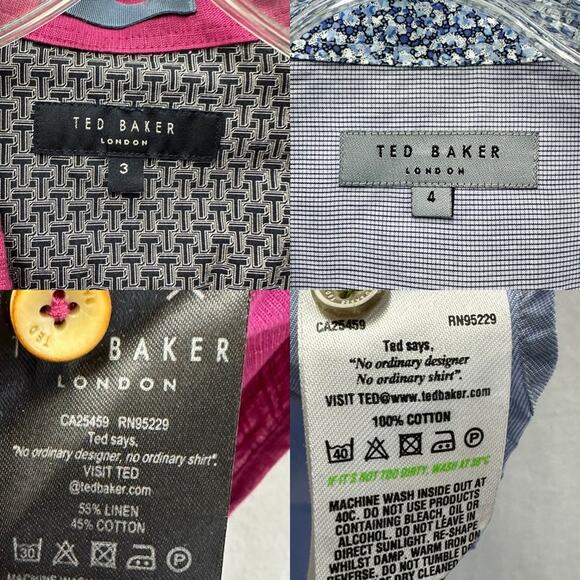 TED BAKER
LONDON
3
TED BAKER
LONDON
4
TED
BAKER
LONDON
CA25459 RN95229
Ted says,
"No ordinary designer, no ordinary shirt".
VISIT TED
@tedbaker.com
55% LINEN
45% COTTON
30
MACHINE WASH
CA25459 RN95229
Ted says,
"No ordinary designer
No ordinary shirt".
VISIT TED@www.tedbaker.com
100% COTTON
40
IF IT'S NOT TOO DIRTY, WASH AT 30°C
MACHINE WASH INSIDE OUT AT
40C. DO NOT USE PRODUCTS
CONTAINING BLEACH, OIL OR
ALCOHOL. DO NOT LEAVE IN
DIRECT SUNLIGHT. RE-SHAPE
WHILST DAMP. WARM IRON ON
REVERSE. DO NOT TUMBLE
DRY CLEANED